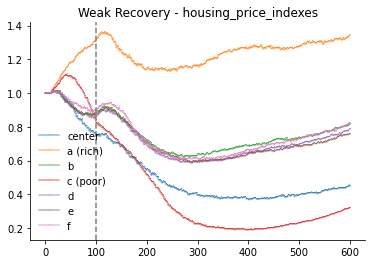 Weak Recovery - housing_price_indexes
1.4
1.2
1.0
0.8
0.6
0.4
0.2
center
a (rich)
b
c (poor)
d
e
f
0 100 200 300 400 500 600